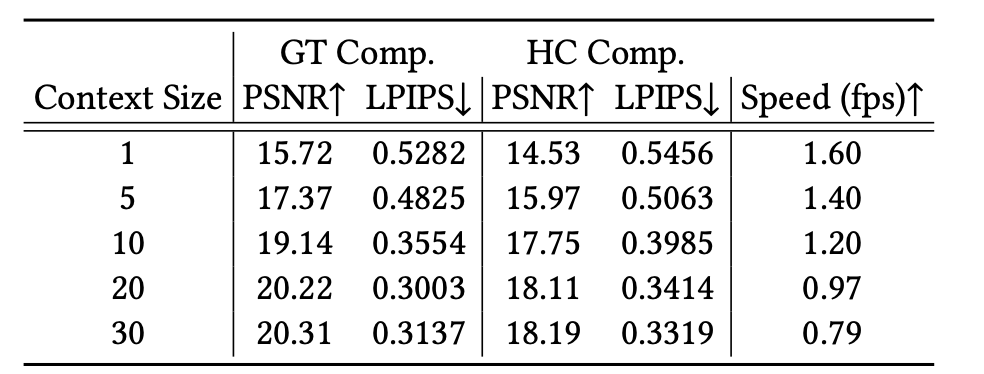 GT Comp. HC Comp.
Context Size PSNR↑ LPIPS↓ PSNR↑ LPIPS↓ Speed (fps)↑
1 15.72 0.5282 14.53 0.5456 1.60
5 17.37 0.4825 15.97 0.5063 1.40
10 19.14 0.3554 17.75 0.3985 1.20
20 20.22 0.3003 18.11 0.3414 0.97
30 20.31 0.3137 18.19 0.3319 0.79